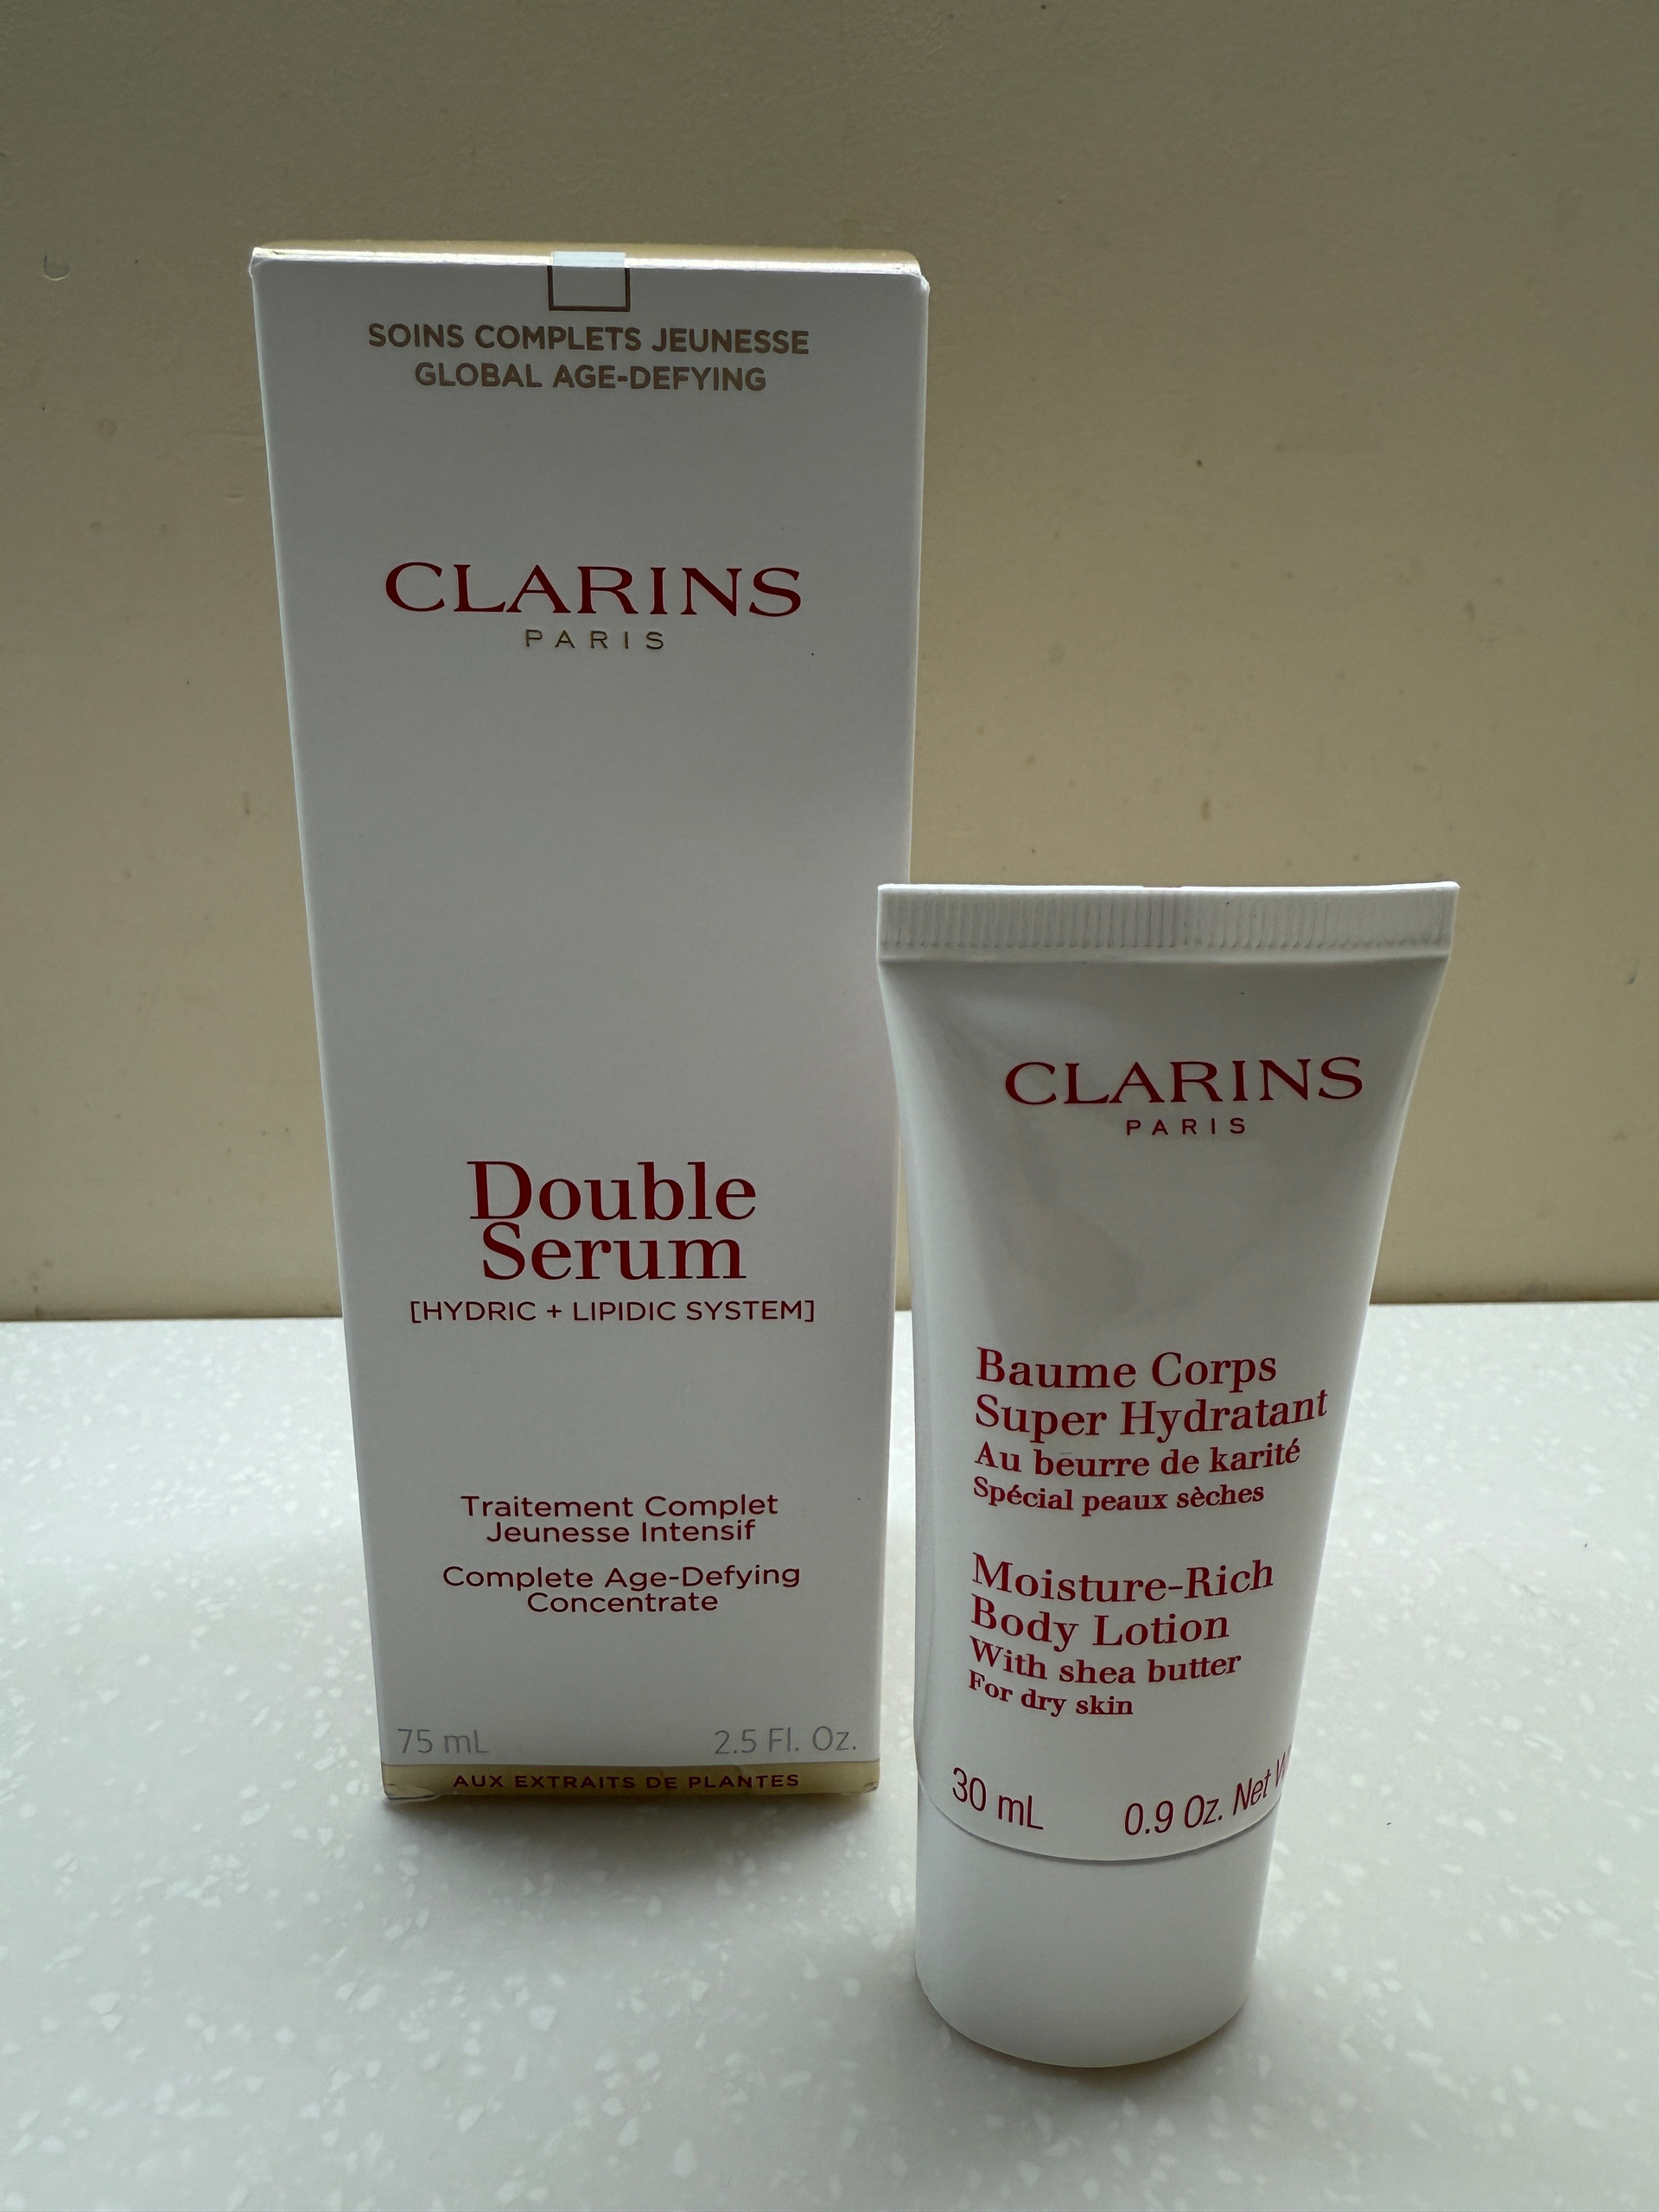 SOINS COMPLETS JEUNESSE
GLOBAL AGE-DEFYING
CLARINS
PARIS
Double
Serum
[HYDRIC + LIPIDIC SYSTEM]
Traitement Complet
Jeunesse Intensif
Complete Age-Defying
Concentrate
75 mL 2.5 Fl. Oz.
AUX EXTRAITS DE PLANTES
CLARINS
PARIS
Baume Corps
Super Hydratant
Au beurre de karité
Spécial peaux sèches
Moisture-Rich
Body Lotion
With shea butter
For dry skin
30 mL 0.9 Oz. Net